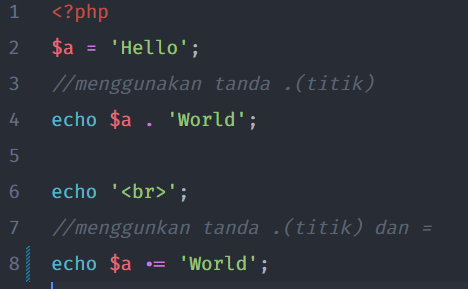 1 <?php
2 $a = 'Hello';
3 //menggunakan tanda .(titik)
4 echo $a . 'World';
5
6 echo '<br>';
7 //menggunkan tanda .(titik) dan =
8 echo $a .= 'World';